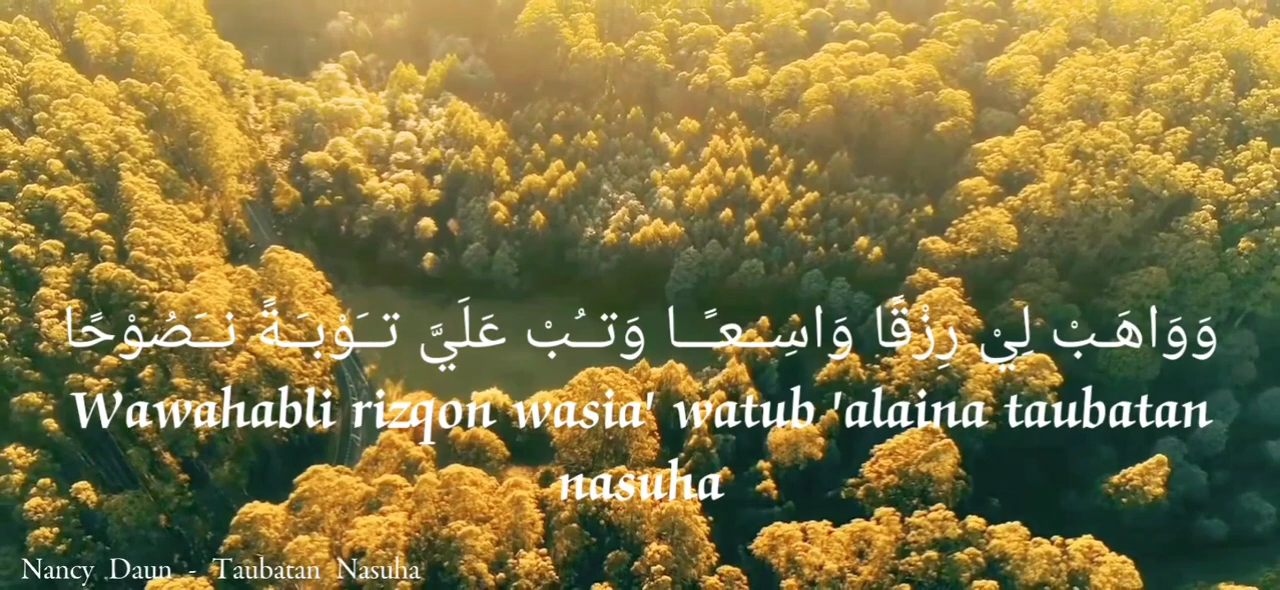 وَوَاهَبْ لِيْ رِزْقًا وَاسِعًا وَتُبْ عَلَيَّ تَوْبَةً نَصُوْحًا
Wawahabli rizqon wasia' watub 'alaina taubatan
nasuha
Nancy Daun - Taubatan Nasuha